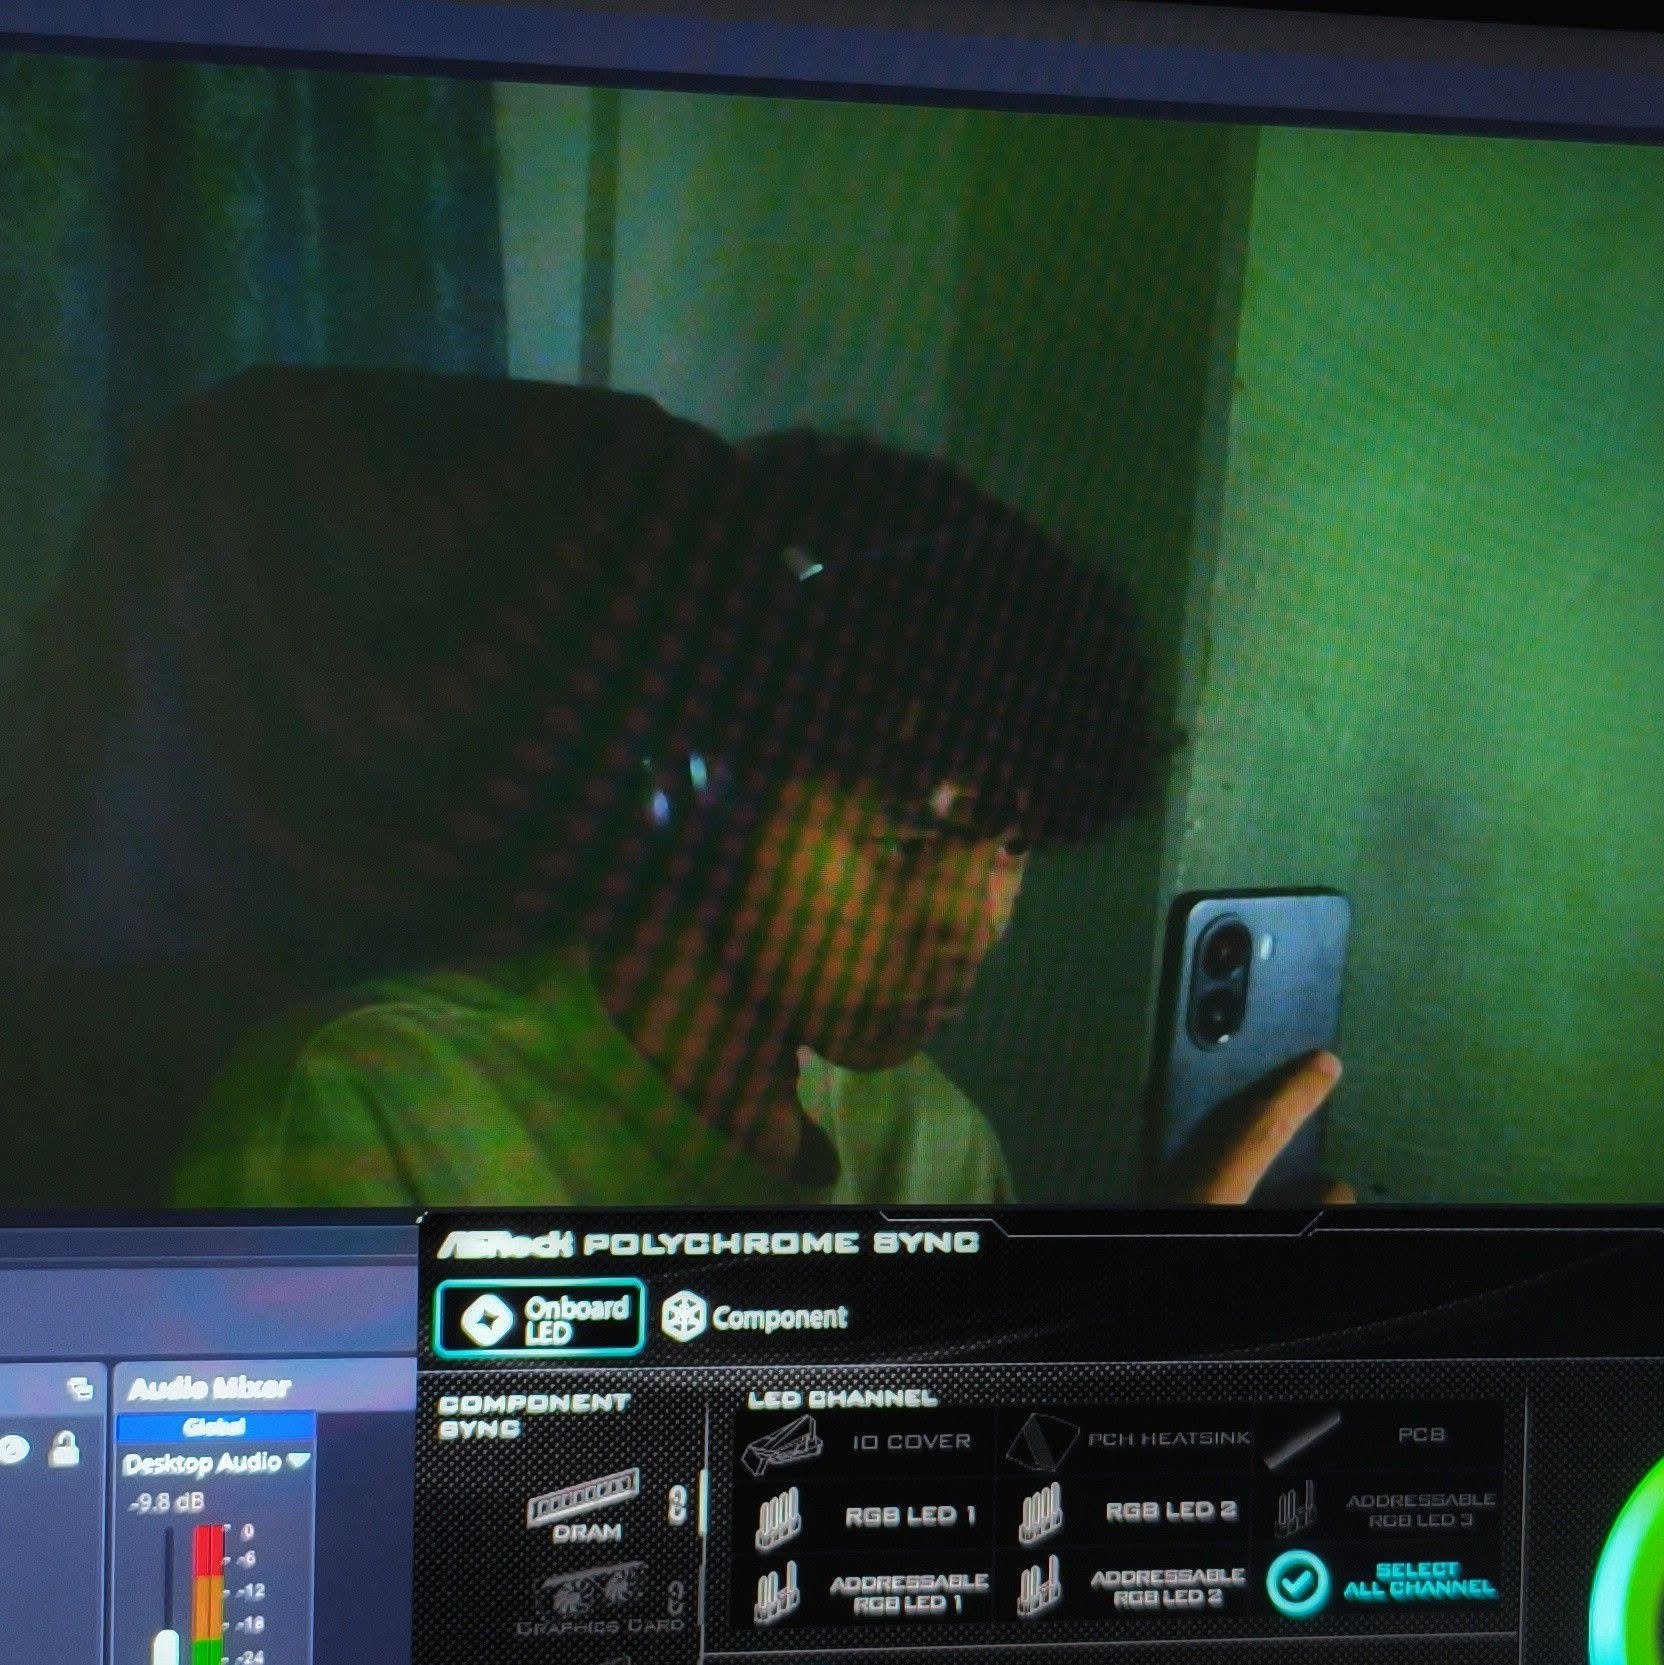 ASRock POLYCHROME SYNC
Onboard
LED
Component
Audio Mixer
Global
Desktop Audio
-9.8 dB
0
-6
-12
-18
-24
COMPONENT
SYNC
DRAM
GRAPHICS CARD
LED CHANNEL
IO COVER
PCH HEATSINK
PCB
RGB LED 1
RGB LED 2
ADDRESSABLE
RGB LED 3
ADDRESSABLE
RGB LED 1
ADDRESSABLE
RGB LED 2
SELECT
ALL CHANNEL